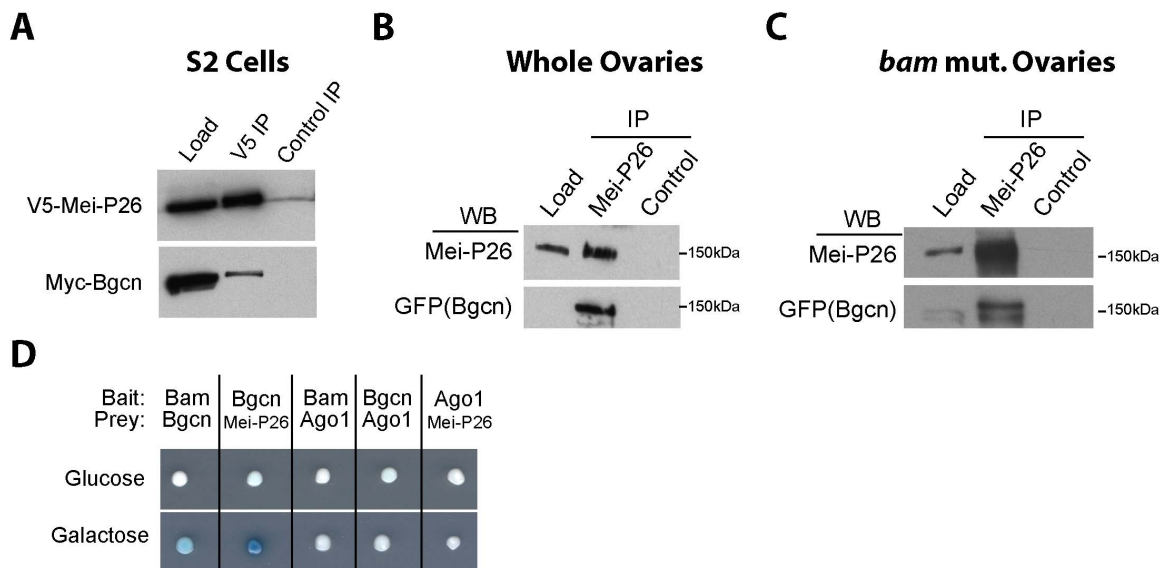 A
S2 Cells
Load
V5 IP
Control IP
V5-Mei-P26
Myc-Bgcn
B
Whole Ovaries
IP
Load
Mei-P26
Control
WB
Mei-P26
-150kDa
GFP(Bgcn)
-150kDa
C
bam mut. Ovaries
IP
Load
Mei-P26
Control
WB
Mei-P26
-150kDa
GFP(Bgcn)
-150kDa
D
Bait: Bam Bgcn Bam Bgcn Ago1
Prey: Bgcn Mei-P26 Ago1 Ago1 Mei-P26
Glucose
Galactose